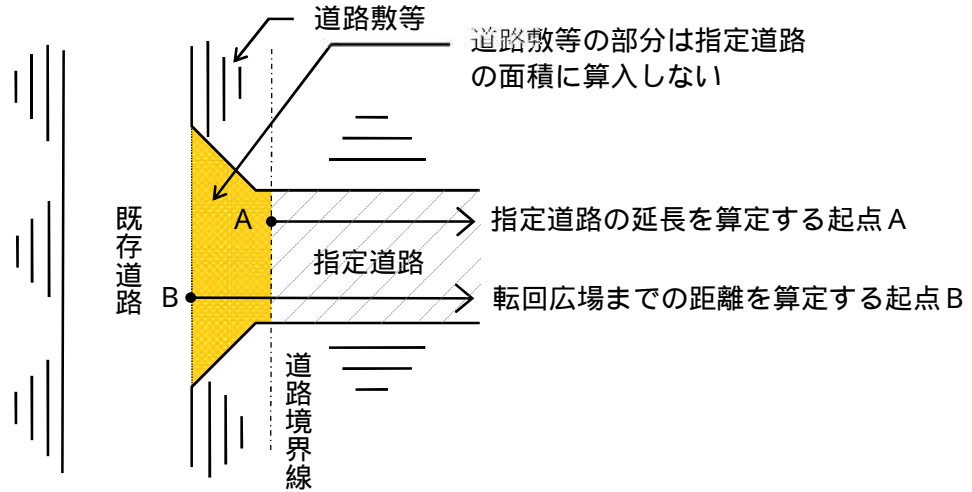 道路敷等
道路敷等の部分は指定道路
の面積に算入しない
既存道路
A
指定道路の延長を算定する起点A
指定道路
B
転回広場までの距離を算定する起点B
道路境界線